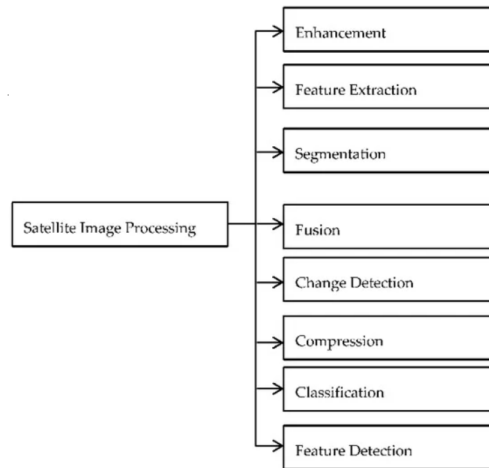 Enhancement
Feature Extraction
Segmentation
Satellite Image Processing
Fusion
Change Detection
Compression
Classification
Feature Detection